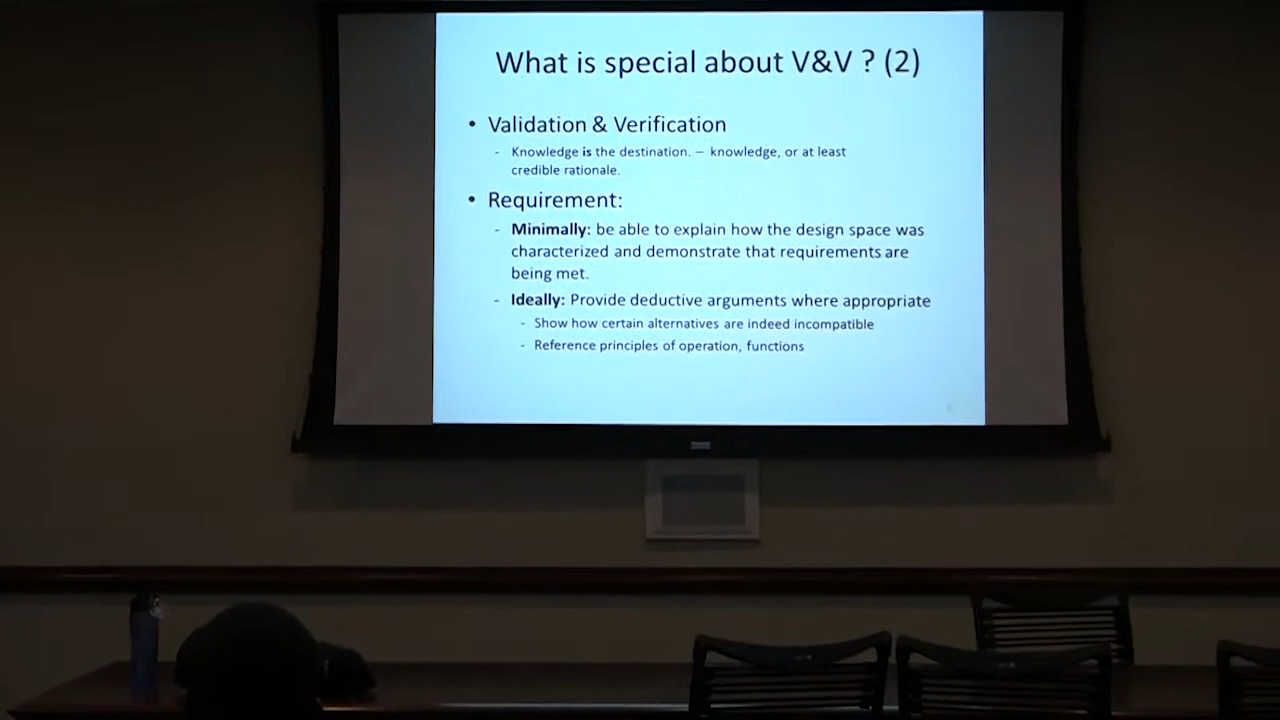 What is special about V&V ? (2)
• Validation & Verification
- Knowledge is the destination. – knowledge, or at least
credible rationale.
• Requirement:
- Minimally: be able to explain how the design space was
characterized and demonstrate that requirements are
being met.
- Ideally: Provide deductive arguments where appropriate
- Show how certain alternatives are indeed incompatible
- Reference principles of operation, functions